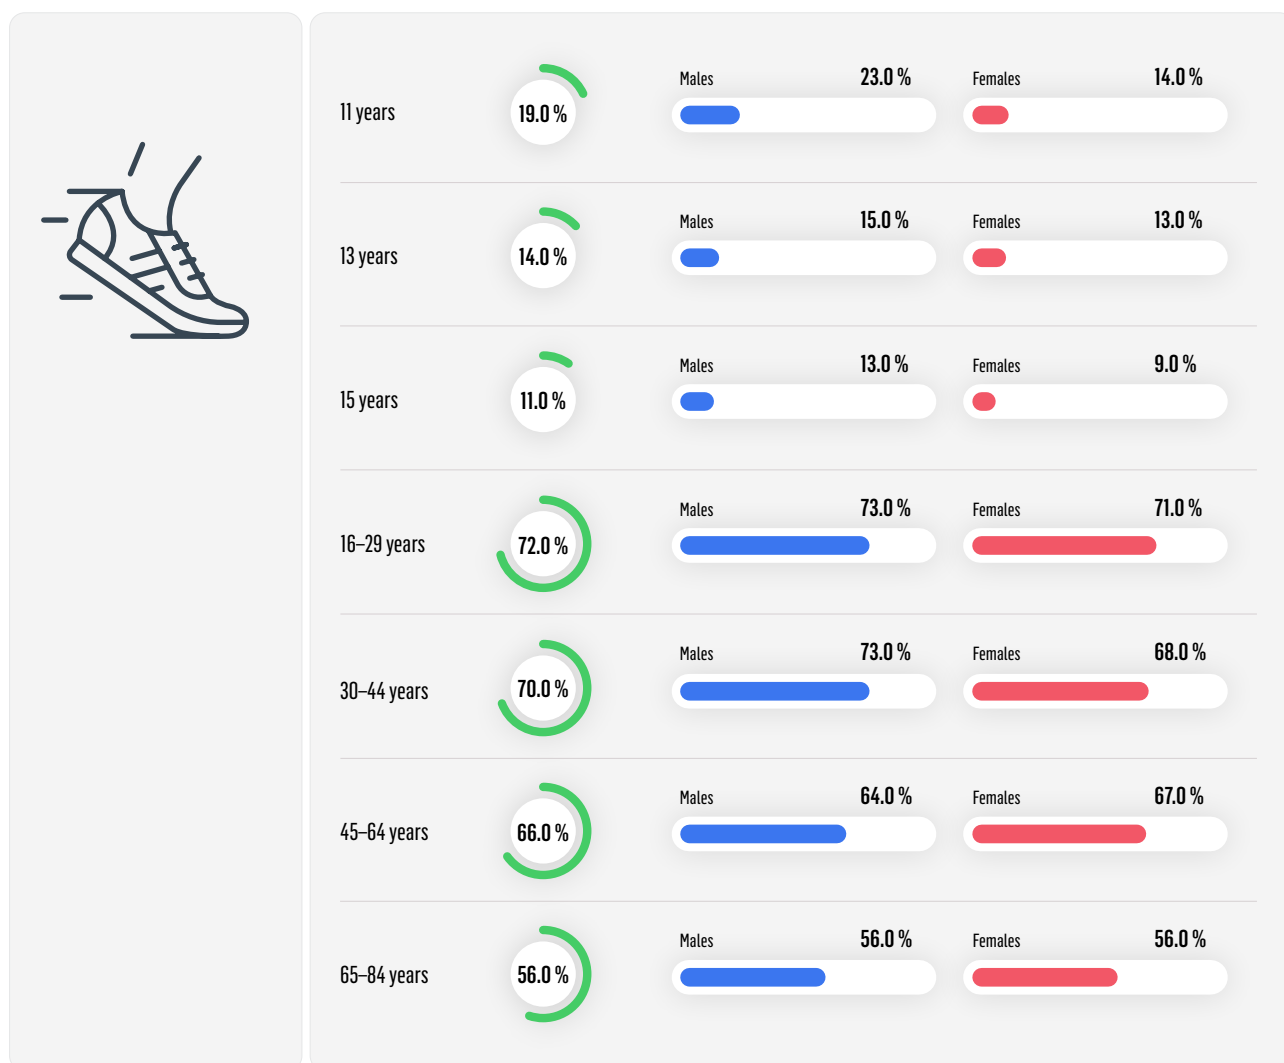 Males 23.0 % Females 14.0 %
11 years 19.0 %
Males 15.0 % Females 13.0 %
13 years 14.0 %
Males 13.0 % Females 9.0 %
15 years 11.0 %
Males 73.0 % Females 71.0 %
16–29 years 72.0 %
Males 73.0 % Females 68.0 %
30–44 years 70.0 %
Males 64.0 % Females 67.0 %
45–64 years 66.0 %
Males 56.0 % Females 56.0 %
65–84 years 56.0 %